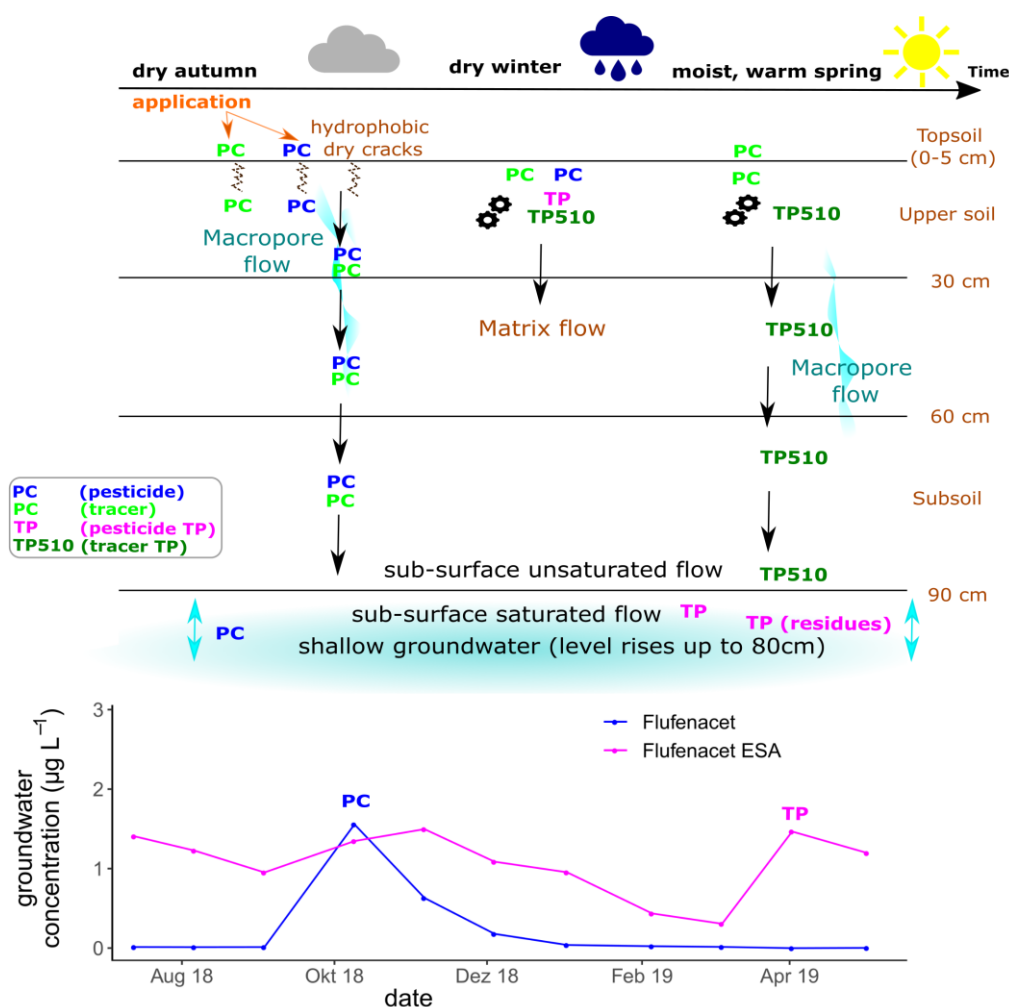 dry autumn
dry winter
moist, warm spring
Time
application
hydrophobic
dry cracks
PC
PC
PC
Topsoil
(0-5 cm)
PC
PC
PC
PC
PC
TP
TP510
TP510
Upper soil
Macropore
flow
PC
PC
30 cm
Matrix flow
TP510
PC
PC
Macropore
flow
60 cm
TP510
PC
PC
Subsoil
PC (pesticide)
PC (tracer)
TP (pesticide TP)
TP510 (tracer TP)
sub-surface unsaturated flow
TP510
90 cm
sub-surface saturated flow
TP
TP (residues)
PC
shallow groundwater (level rises up to 80cm)
groundwater
concentration (µg L⁻¹)
3
2
1
0
Flufenacet
Flufenacet ESA
PC
TP
Aug 18
Okt 18
Dez 18
Feb 19
Apr 19
date